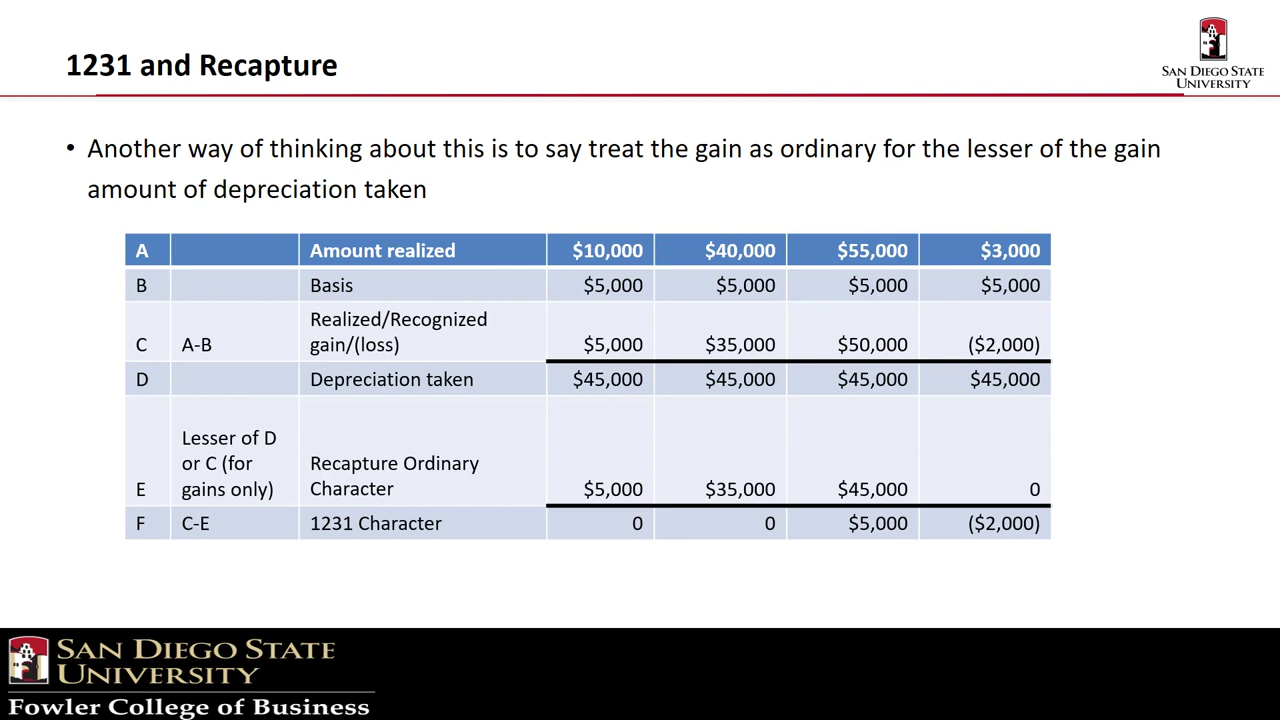 1231 and Recapture
SAN DIEGO STATE
UNIVERSITY
• Another way of thinking about this is to say treat the gain as ordinary for the lesser of the gain
amount of depreciation taken
A Amount realized $10,000 $40,000 $55,000 $3,000
B Basis $5,000 $5,000 $5,000 $5,000
Realized/Recognized
C A-B gain/(loss) $5,000 $35,000 $50,000 ($2,000)
D Depreciation taken $45,000 $45,000 $45,000 $45,000
Lesser of D
or C (for Recapture Ordinary
E gains only) Character $5,000 $35,000 $45,000 0
F C-E 1231 Character 0 0 $5,000 ($2,000)
SAN DIEGO STATE
UNIVERSITY
Fowler College of Business